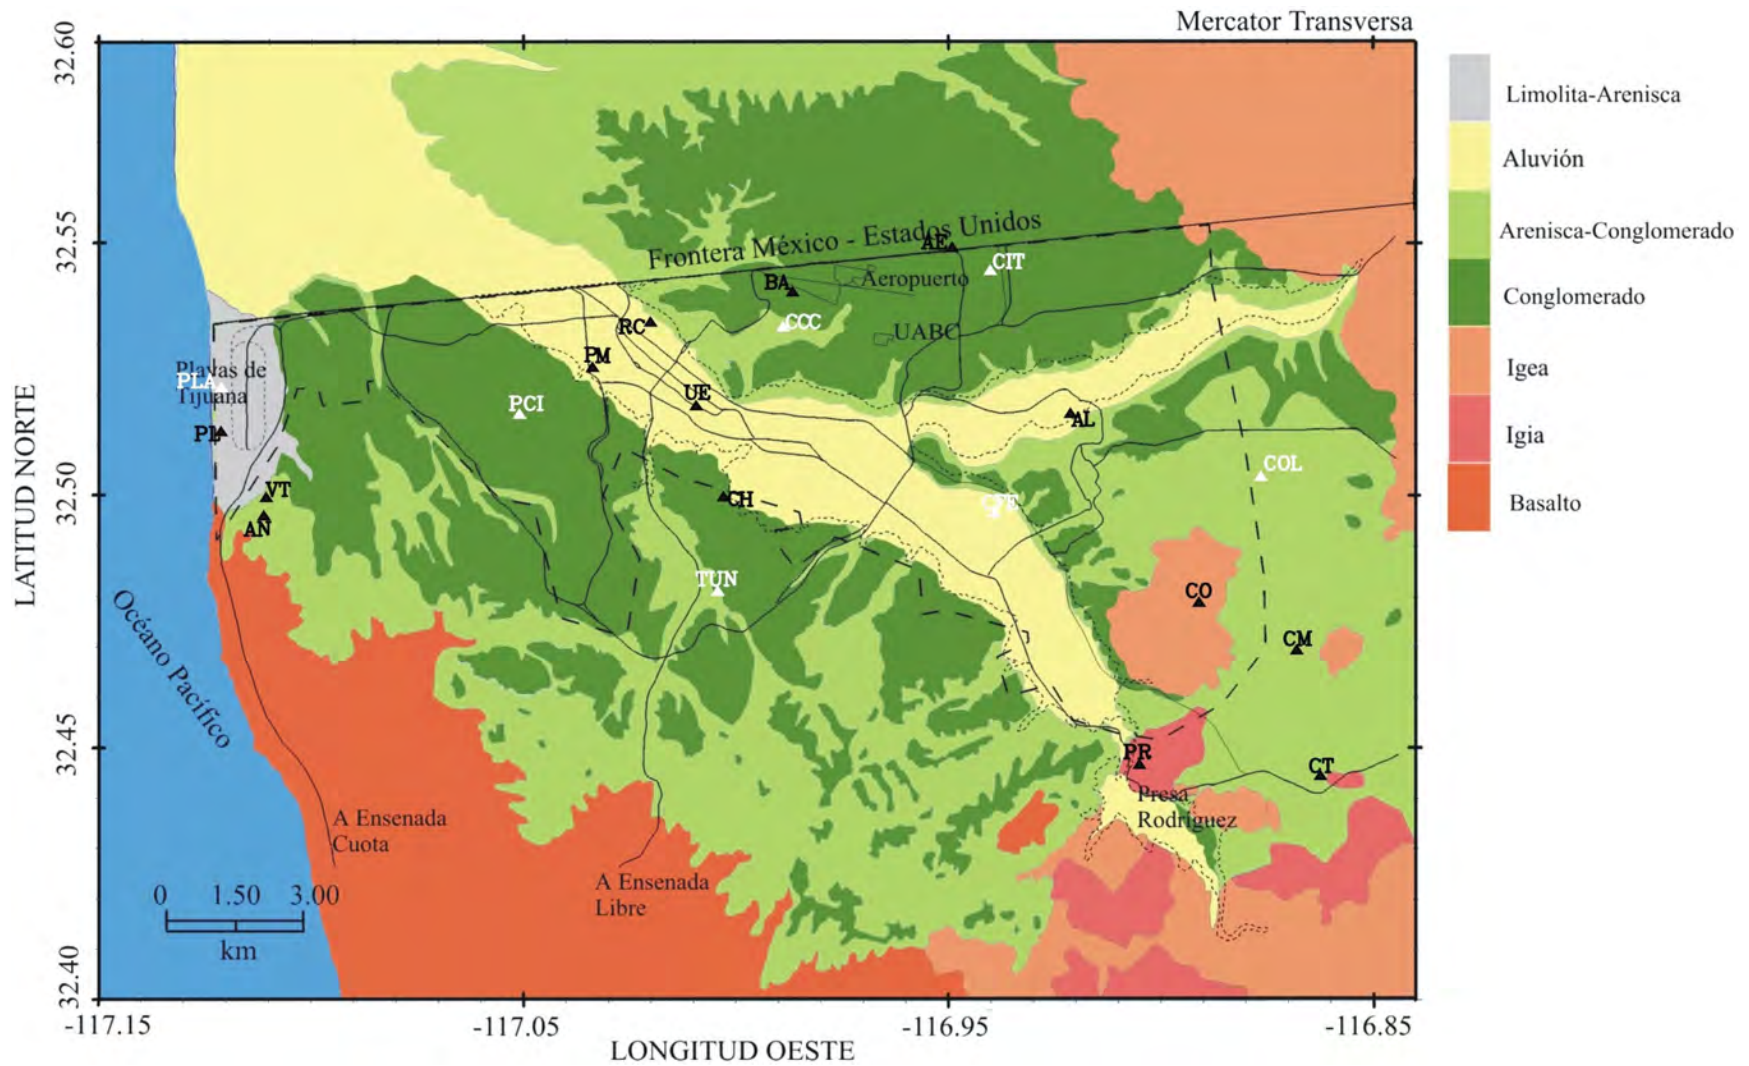 Mercator Transversa
32.60
32.55
32.50
32.45
32.40
LATITUD NORTE
-117.15
-117.05
-116.95
-116.85
LONGITUD OESTE
Limolita-Arenisca
Aluvión
Arenisca-Conglomerado
Conglomerado
Igea
Igia
Basalto
Frontera México - Estados Unidos
AE
CIT
BA
Aeropuerto
RC
CCC
UABC
PM
Playas de
PLA
Tijuana
UE
PCI
AL
PL
COL
VT
CH
CFE
AN
TUN
CO
Océano Pacífico
CM
PR
CT
Presa
Rodríguez
A Ensenada
Cuota
A Ensenada
Libre
0 1.50 3.00
km